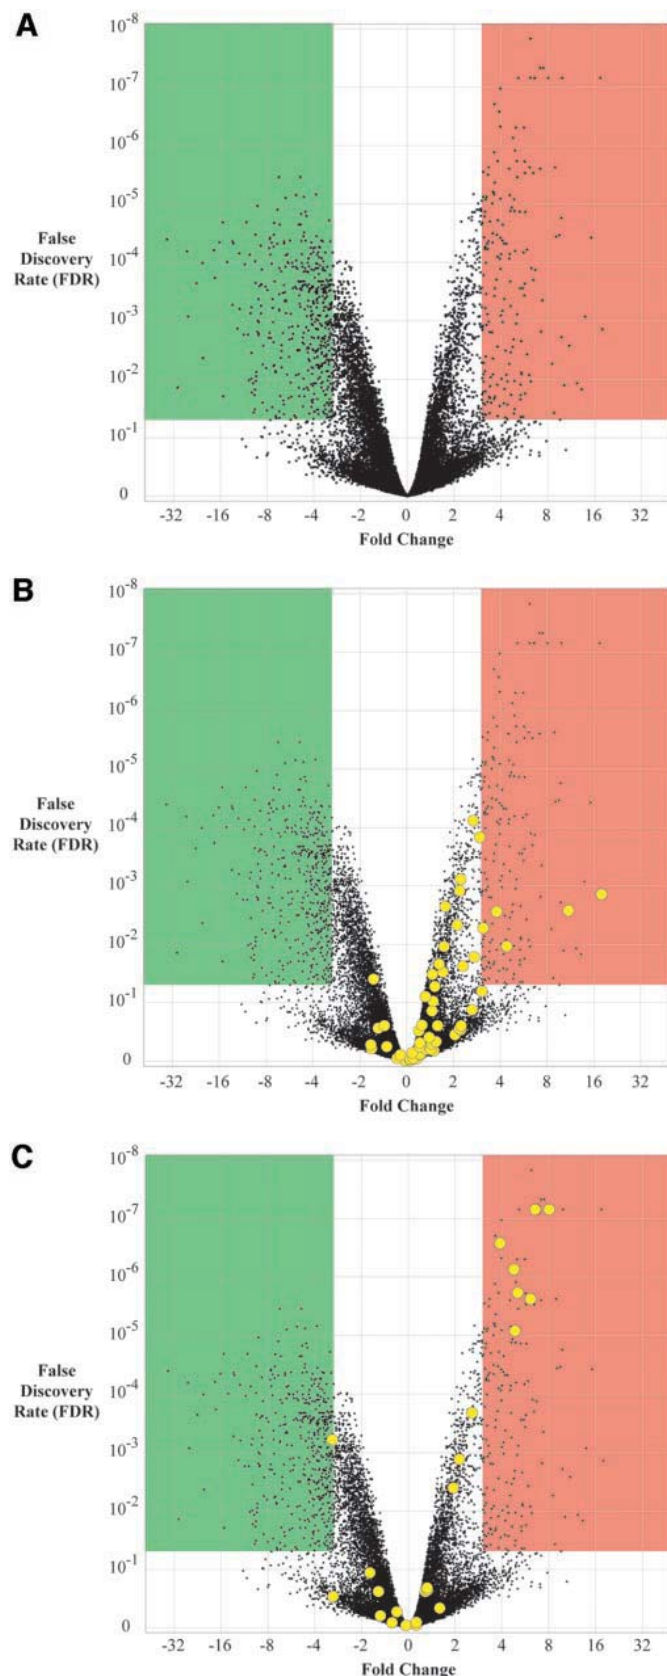 A
10-8
10-7
10-6
10-5
False
Discovery
Rate (FDR)
10-4
10-3
10-2
10-1
0
-32 -16 -8 -4 -2 0 2 4 8 16 32
Fold Change
B
10-8
10-7
10-6
10-5
False
Discovery
Rate (FDR)
10-4
10-3
10-2
10-1
0
-32 -16 -8 -4 -2 0 2 4 8 16 32
Fold Change
C
10-8
10-7
10-6
10-5
False
Discovery
Rate (FDR)
10-4
10-3
10-2
10-1
0
-32 -16 -8 -4 -2 0 2 4 8 16 32
Fold Change